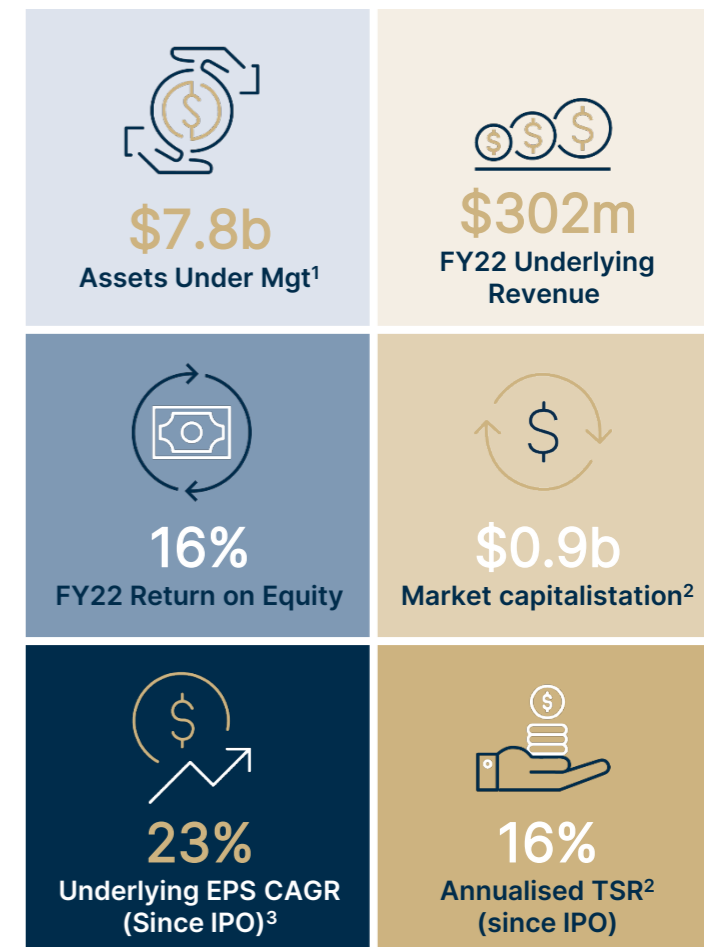 $7.8b
Assets Under Mgt¹
$302m
FY22 Underlying
Revenue
16%
FY22 Return on Equity
$0.9b
Market capitalistation²
23%
Underlying EPS CAGR
(Since IPO)³
16%
Annualised TSR²
(since IPO)